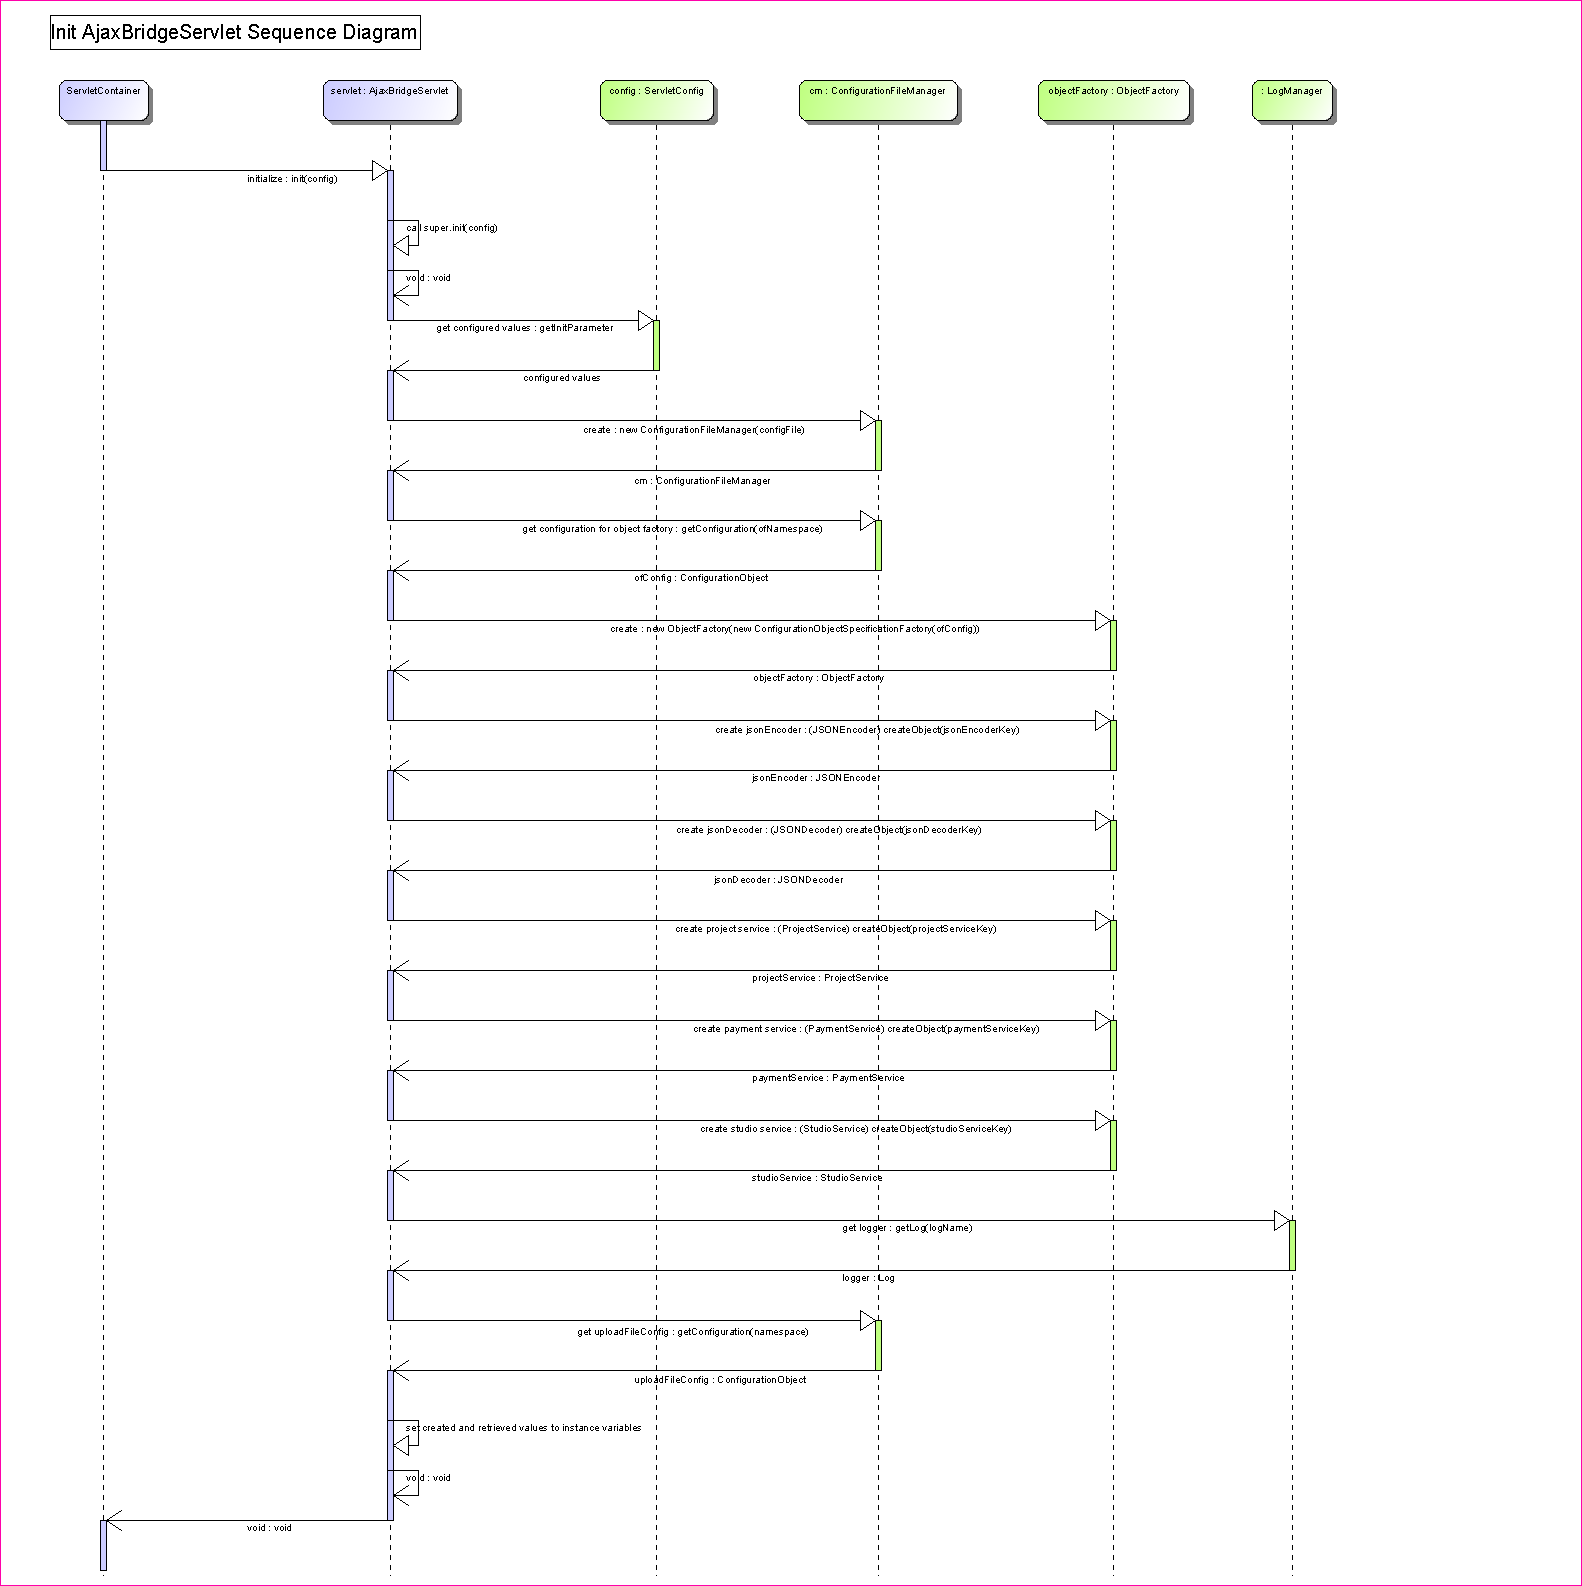 Init AjaxBridgeServlet Sequence Diagram
ServletContainer
servlet : AjaxBridgeServlet
config : ServletConfig
cm : ConfigurationFileManager
objectFactory : ObjectFactory
: LogManager
initialize : init(config)
call super.init(config)
void : void
get configured values : getInitParameter
configured values
create : new ConfigurationFileManager(configFile)
cm : ConfigurationFileManager
get configuration for object factory : getConfiguration(ofNamespace)
ofConfig : ConfigurationObject
create : new ObjectFactory(new ConfigurationObjectSpecificationFactory(ofConfig))
objectFactory : ObjectFactory
create jsonEncoder : (JSONEncoder) createObject(jsonEncoderKey)
jsonEncoder : JSONEncoder
create jsonDecoder : (JSONDecoder) createObject(jsonDecoderKey)
jsonDecoder : JSONDecoder
create project service : (ProjectService) createObject(projectServiceKey)
projectService : ProjectService
create payment service : (PaymentService) createObject(paymentServiceKey)
paymentService : PaymentService
create studio service : (StudioService) createObject(studioServiceKey)
studioService : StudioService
get logger : getLog(logName)
logger : Log
get uploadFileConfig : getConfiguration(namespace)
uploadFileConfig : ConfigurationObject
set created and retrieved values to instance variables
void : void
void : void